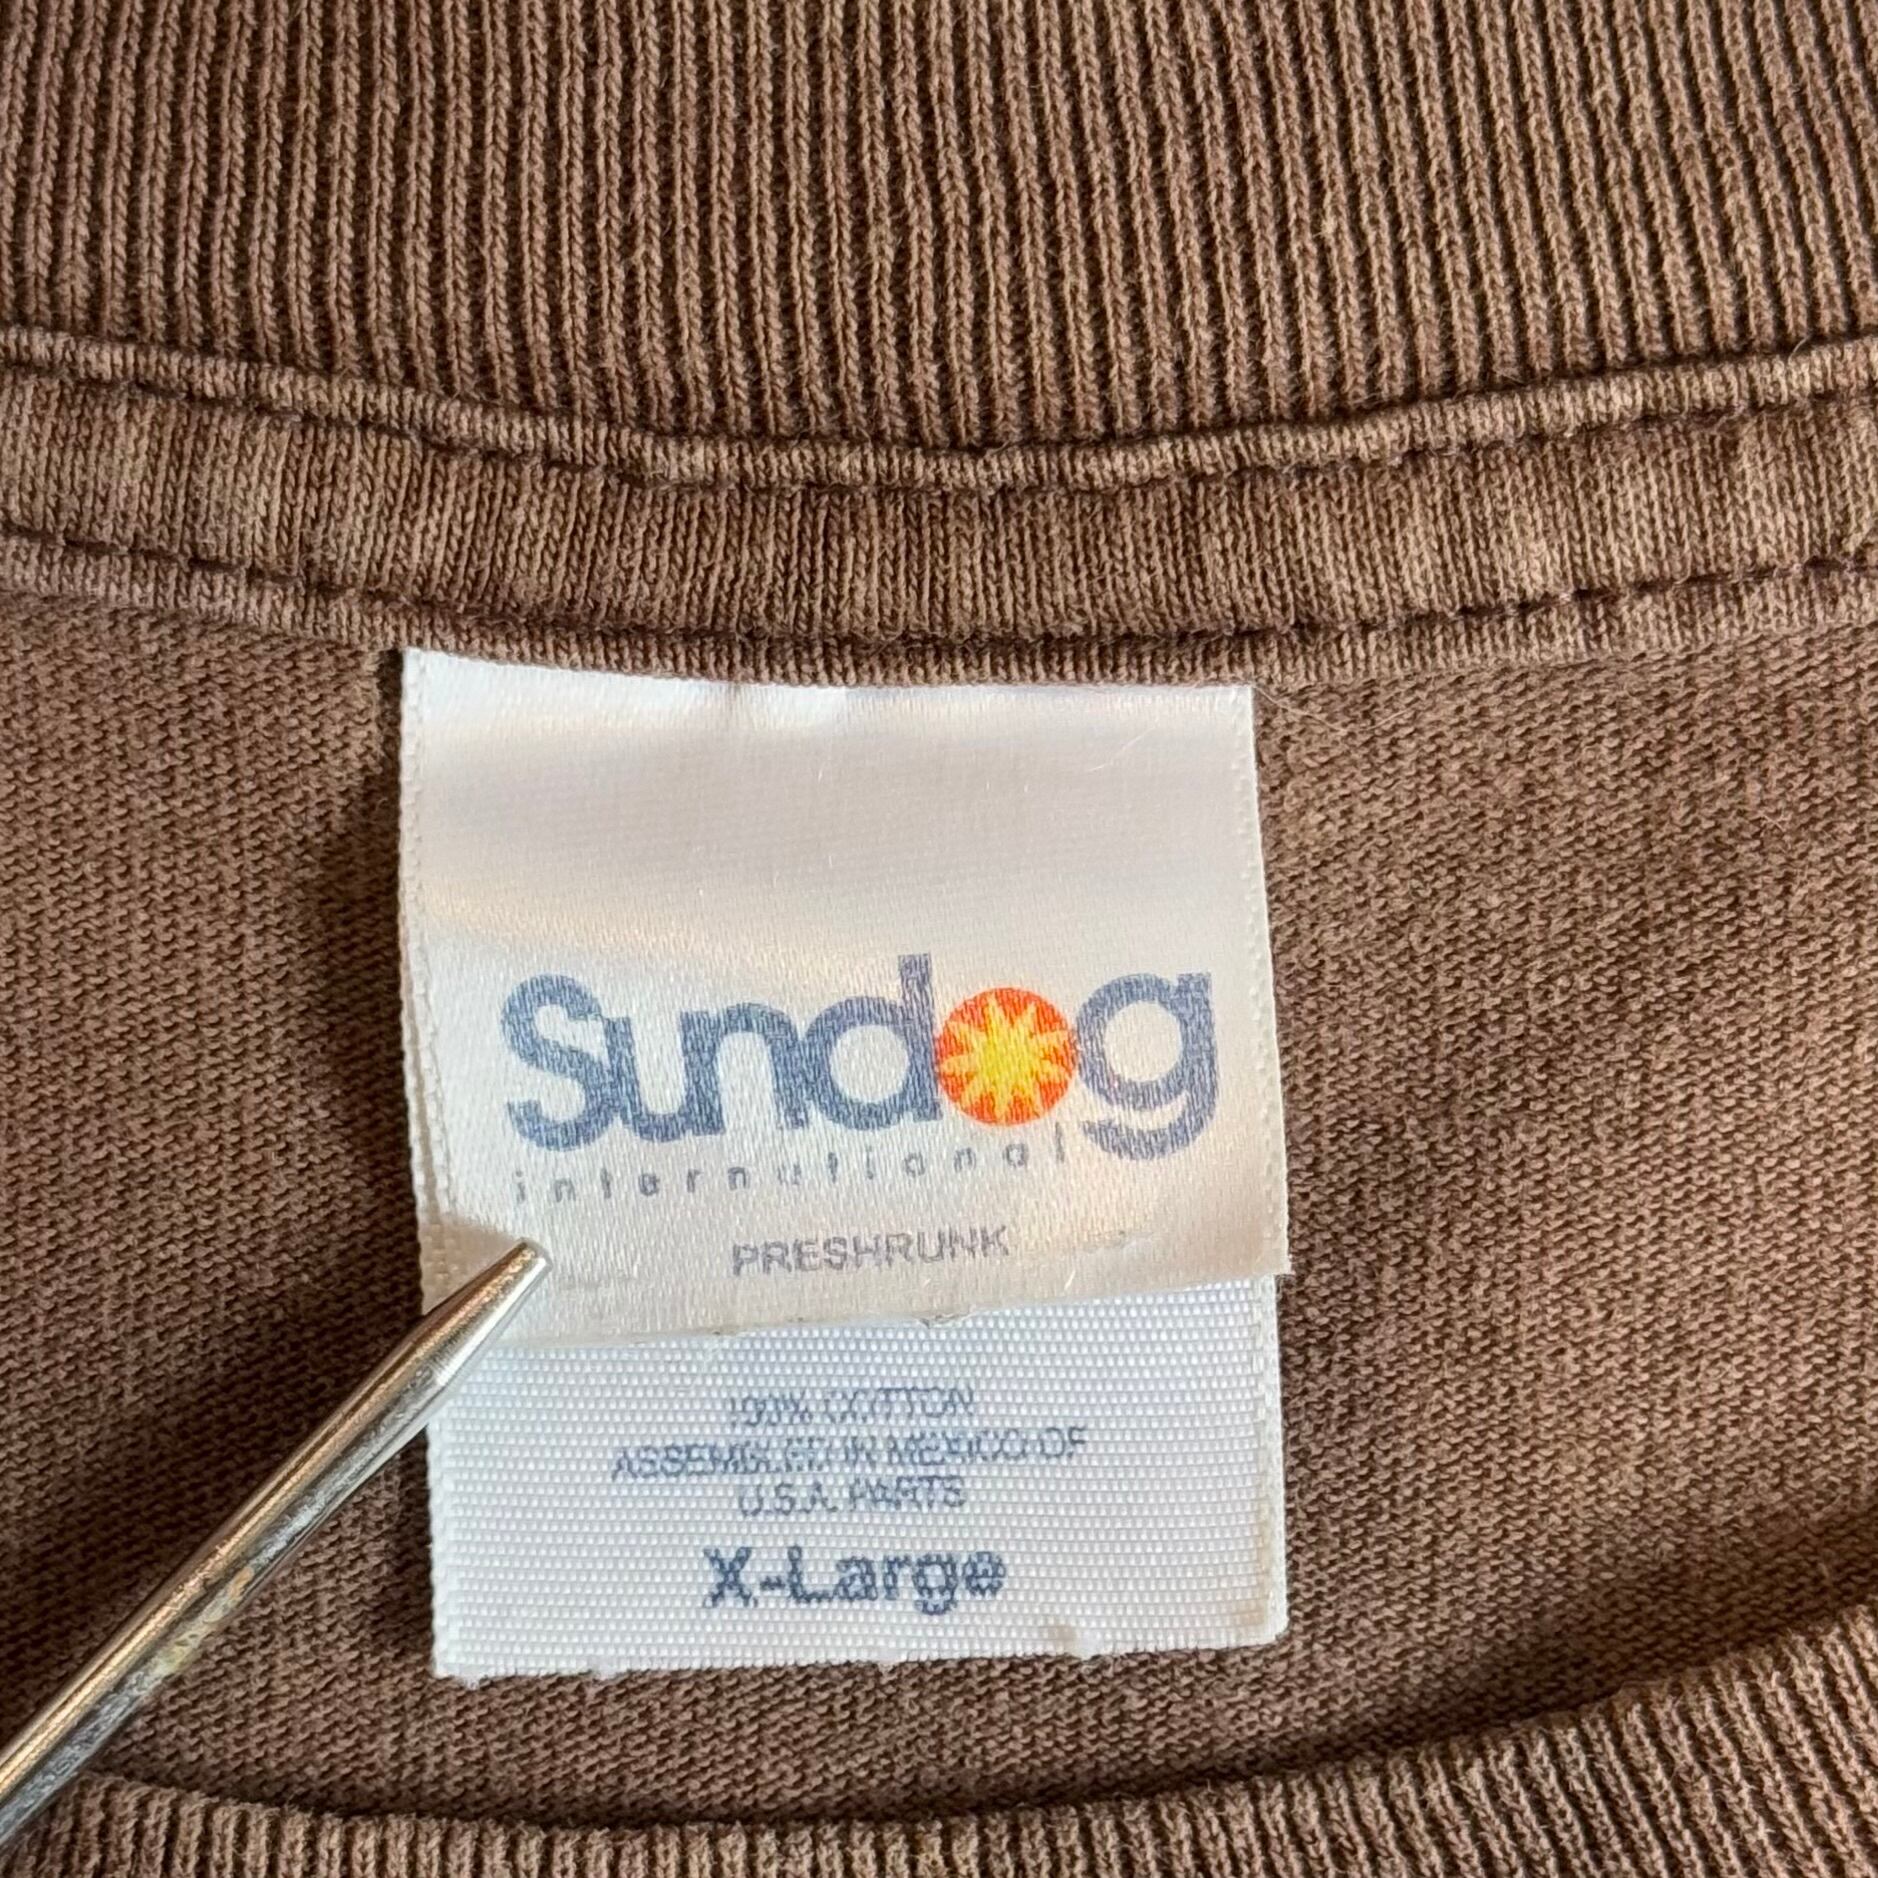 Sundog
international
PRESHRUNK
100% COTTON
ASSEMBLED IN MEXICO OF
U.S.A. PARTS
X-Large